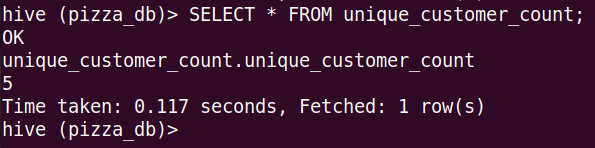 hive (pizza_db)> SELECT * FROM unique_customer_count;
OK
unique_customer_count.unique_customer_count
5
Time taken: 0.117 seconds, Fetched: 1 row(s)
hive (pizza_db)>